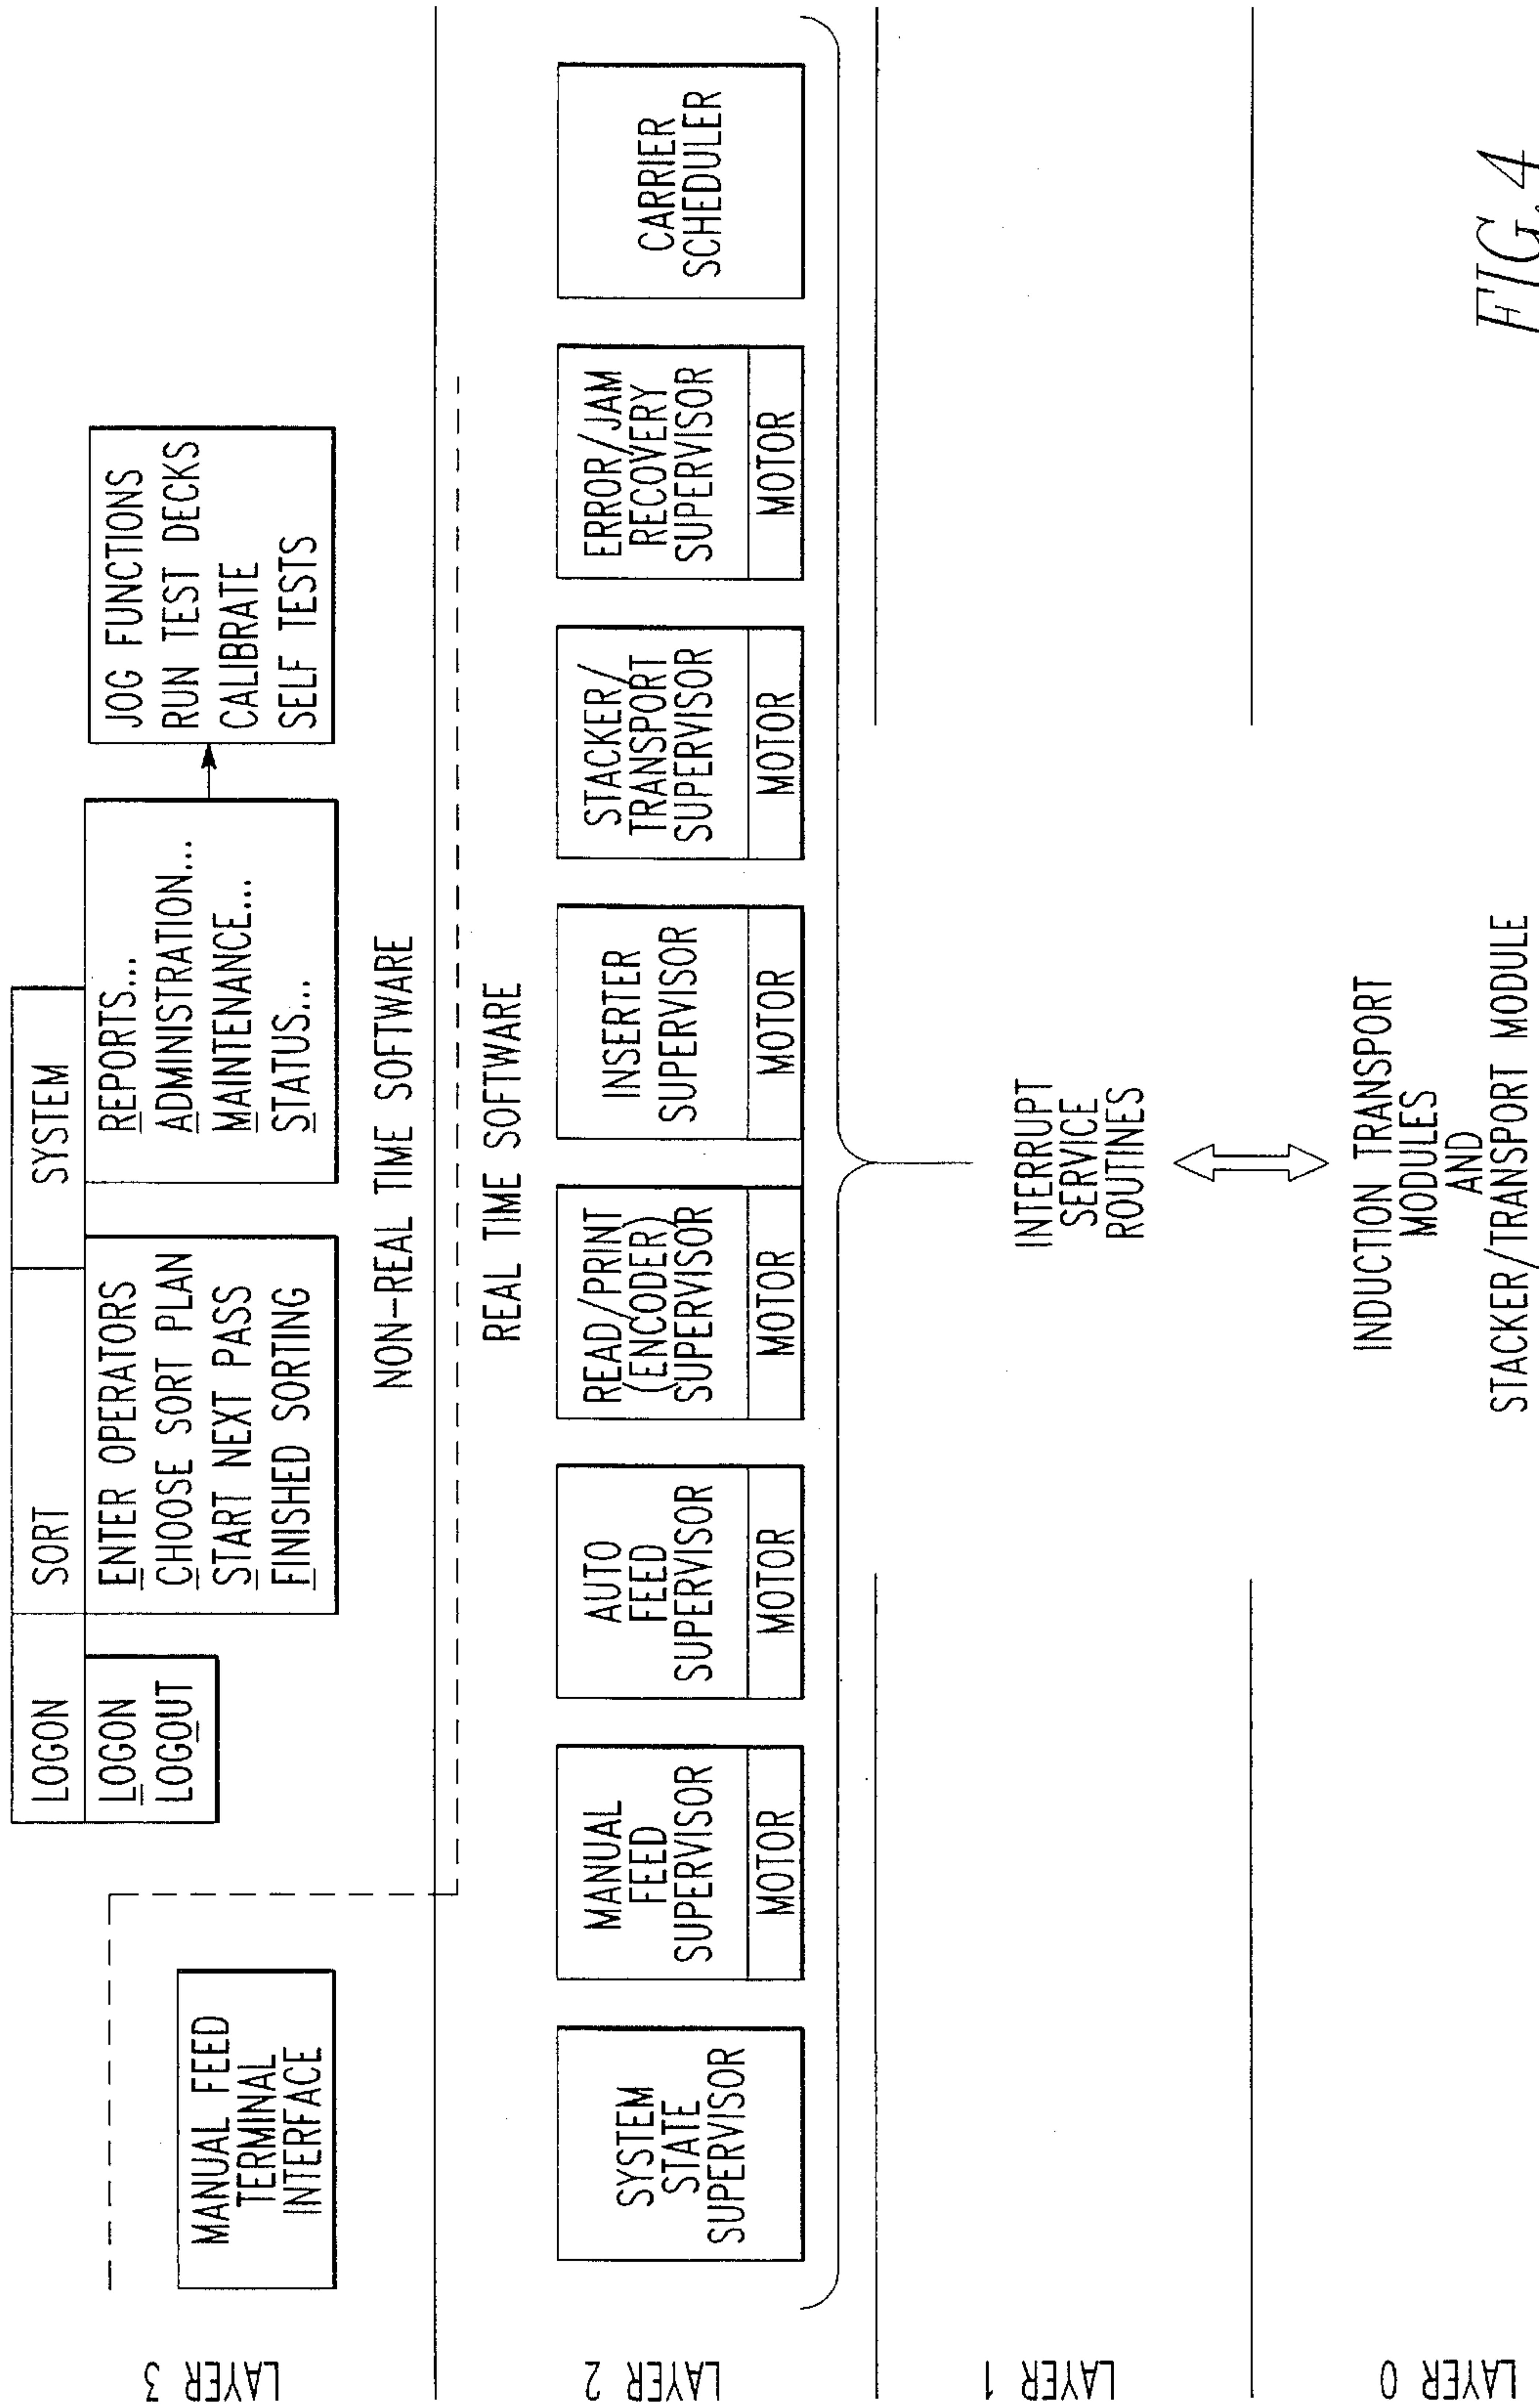 LAYER 3
MANUAL FEED
TERMINAL
INTERFACE
LOGON
SORT
SYSTEM
LOGON
LOGOUT
ENTER OPERATORS
CHOOSE SORT PLAN
START NEXT PASS
FINISHED SORTING
REPORTS...
ADMINISTRATION...
MAINTENANCE...
STATUS...
JOG FUNCTIONS
RUN TEST DECKS
CALIBRATE
SELF TESTS
NON-REAL TIME SOFTWARE
REAL TIME SOFTWARE
LAYER 2
SYSTEM
STATE
SUPERVISOR
MANUAL
FEED
SUPERVISOR
MOTOR
AUTO
FEED
SUPERVISOR
MOTOR
READ/PRINT
(ENCODER)
SUPERVISOR
MOTOR
INSERTER
SUPERVISOR
MOTOR
STACKER/
TRANSPORT
SUPERVISOR
MOTOR
ERROR/JAM
RECOVERY
SUPERVISOR
MOTOR
CARRIER
SCHEDULER
LAYER 1
INTERRUPT
SERVICE
ROUTINES
LAYER 0
INDUCTION TRANSPORT
MODULES
AND
STACKER/TRANSPORT MODULE
FIG. 4